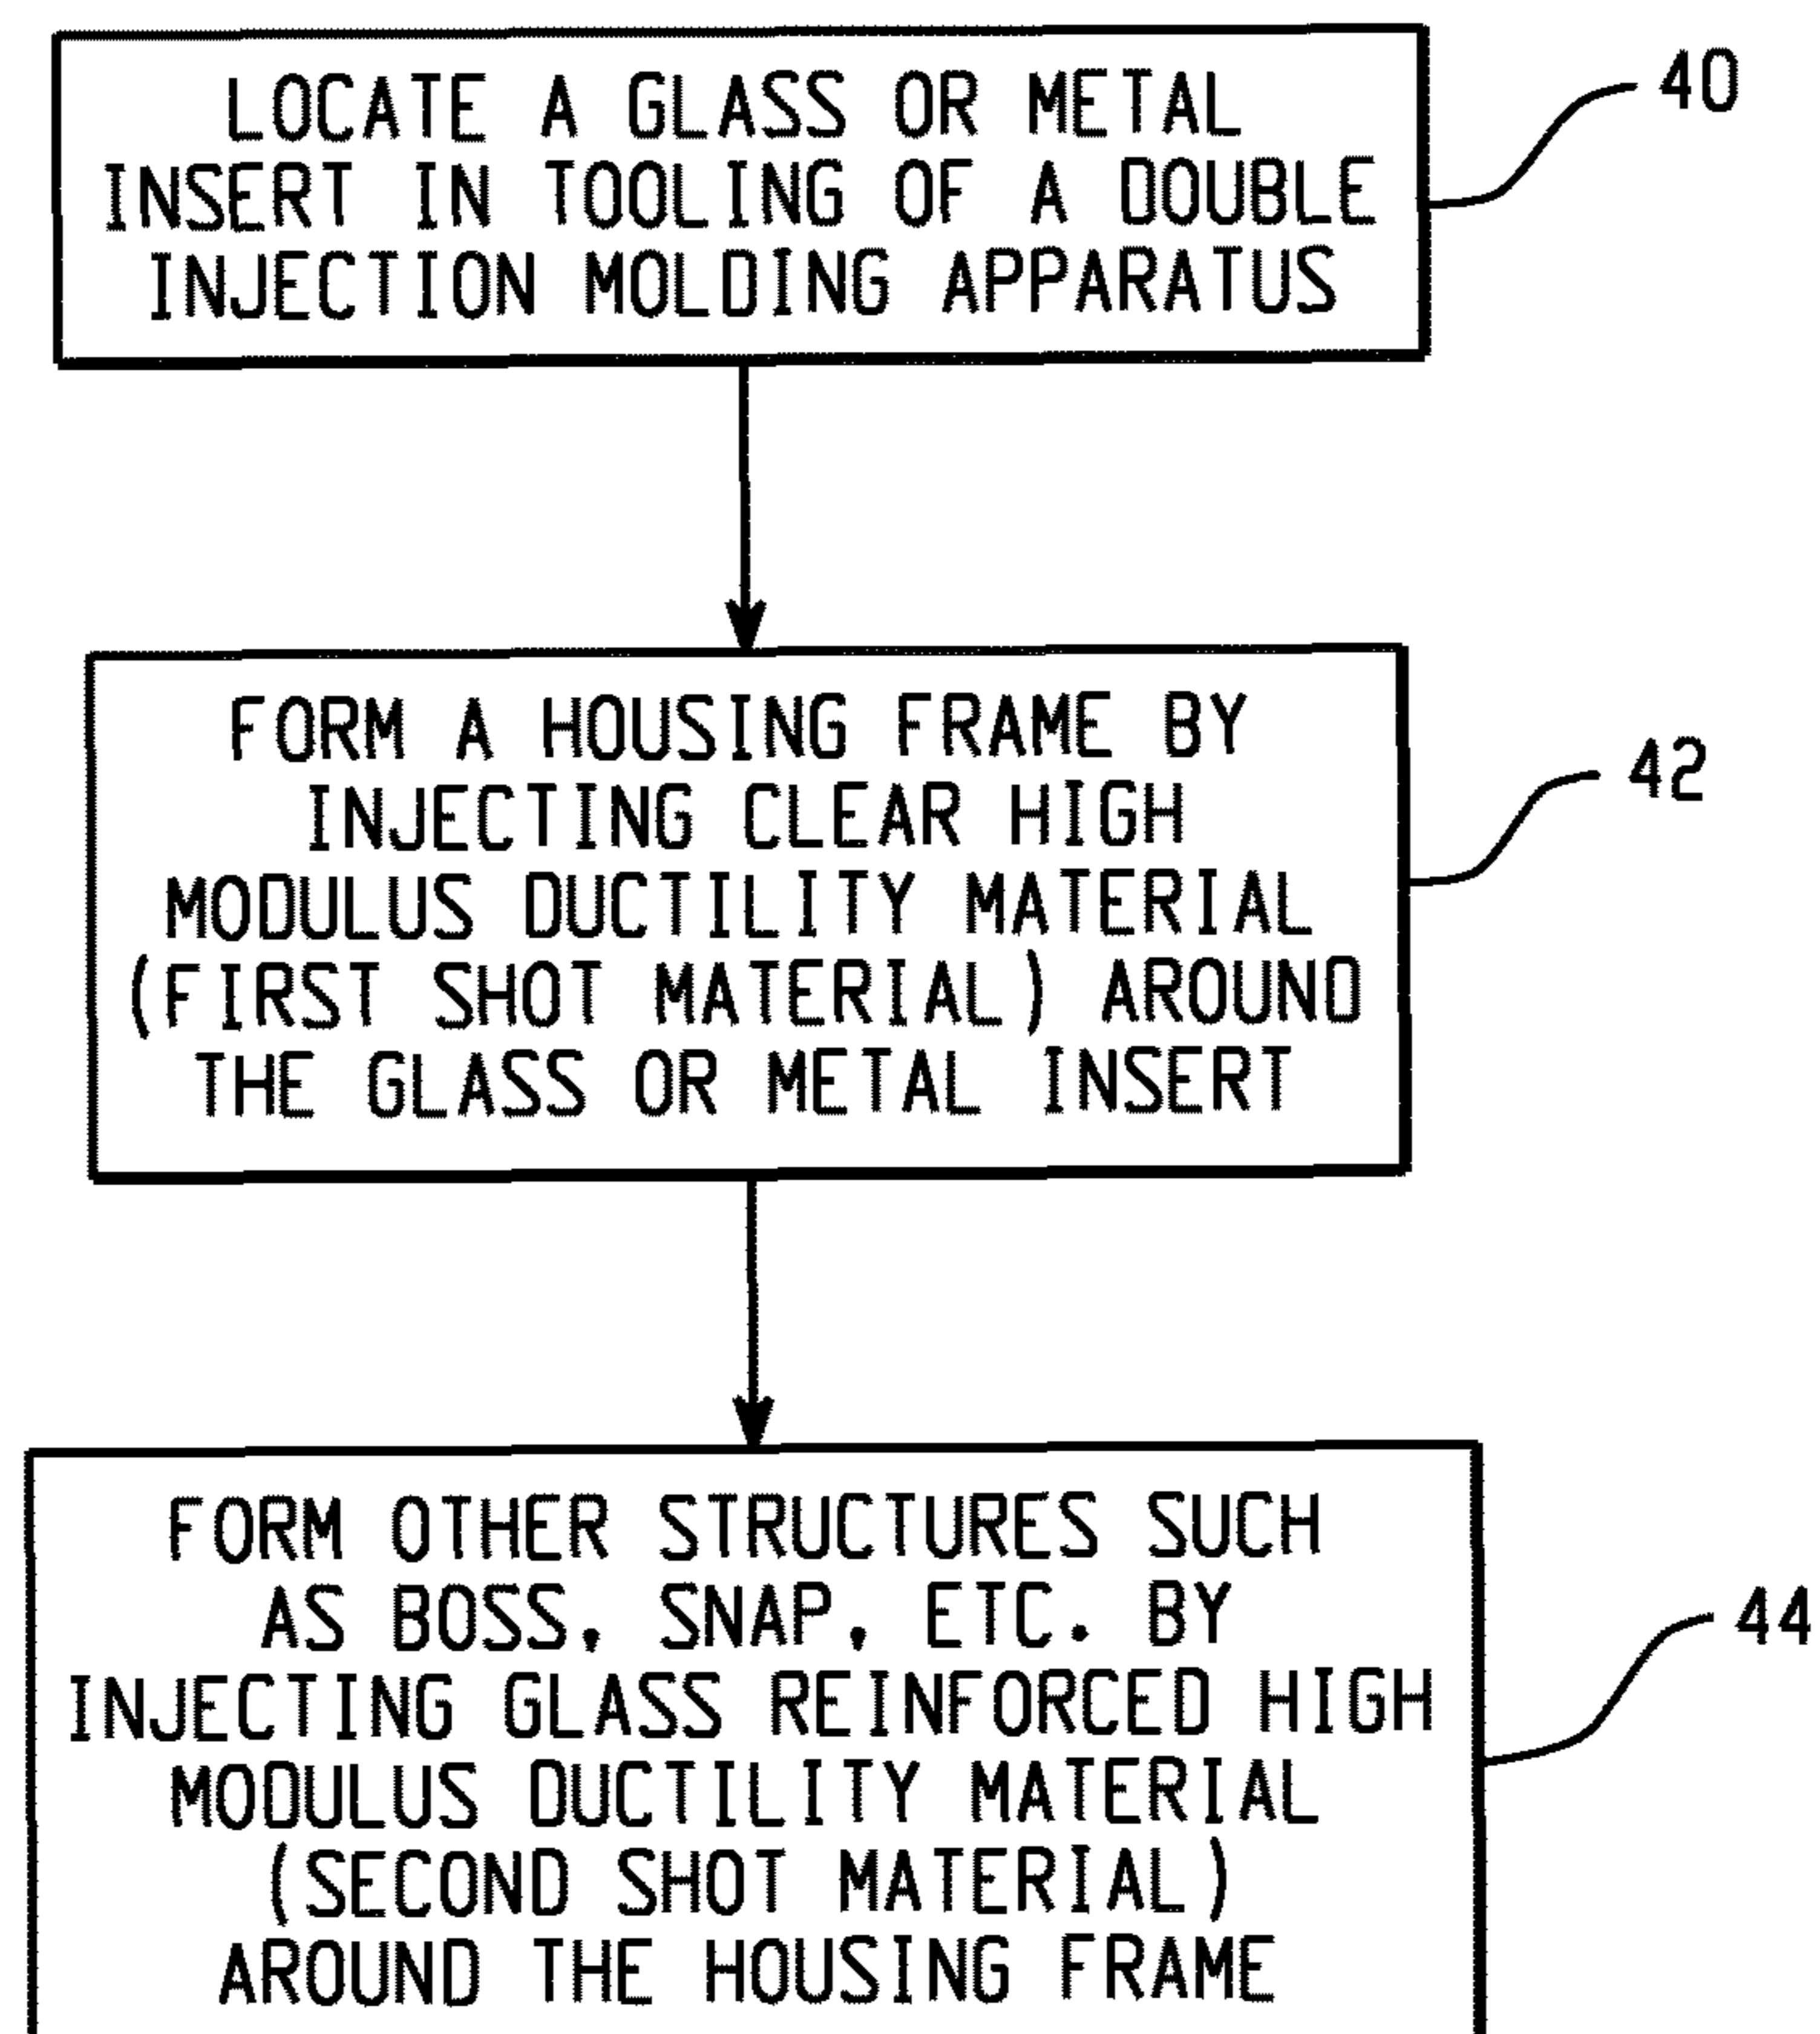 LOCATE A GLASS OR METAL
INSERT IN TOOLING OF A DOUBLE
INJECTION MOLDING APPARATUS
40
FORM A HOUSING FRAME BY
INJECTING CLEAR HIGH
MODULUS DUCTILITY MATERIAL
(FIRST SHOT MATERIAL) AROUND
THE GLASS OR METAL INSERT
42
FORM OTHER STRUCTURES SUCH
AS BOSS, SNAP, ETC. BY
INJECTING GLASS REINFORCED HIGH
MODULUS DUCTILITY MATERIAL
(SECOND SHOT MATERIAL)
AROUND THE HOUSING FRAME
44